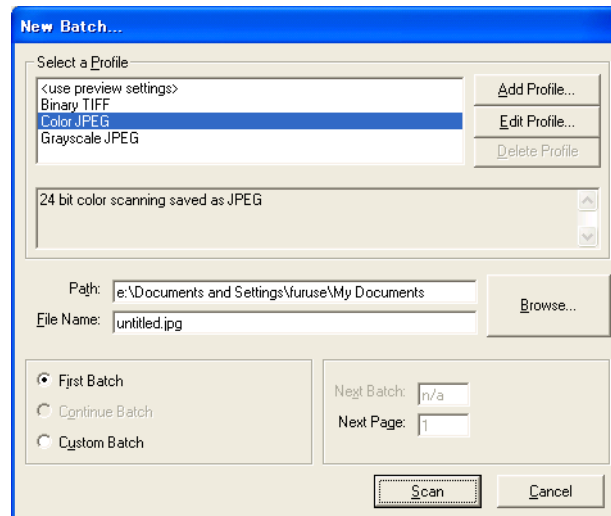 New Batch...
Select a Profile
<use preview settings>
Binary TIFF
Color JPEG
Grayscale JPEG
Add Profile...
Edit Profile...
Delete Profile
24 bit color scanning saved as JPEG
Path: e:\Documents and Settings\furuse\My Documents
File Name: untitled.jpg
Browse...
First Batch
Continue Batch
Custom Batch
Next Batch: n/a
Next Page: 1
Scan Cancel